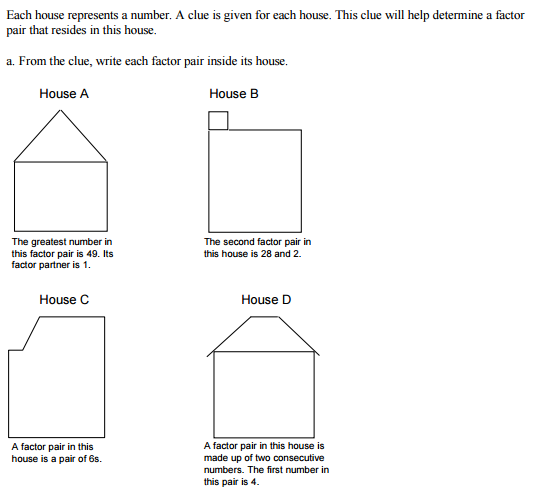 Each house represents a number. A clue is given for each house. This clue will help determine a factor
pair that resides in this house.
a. From the clue, write each factor pair inside its house.
House A
House B
The greatest number in
this factor pair is 49. Its
factor partner is 1.
The second factor pair in
this house is 28 and 2.
House C
House D
A factor pair in this
house is a pair of 6s.
A factor pair in this house is
made up of two consecutive
numbers. The first number in
this pair is 4.